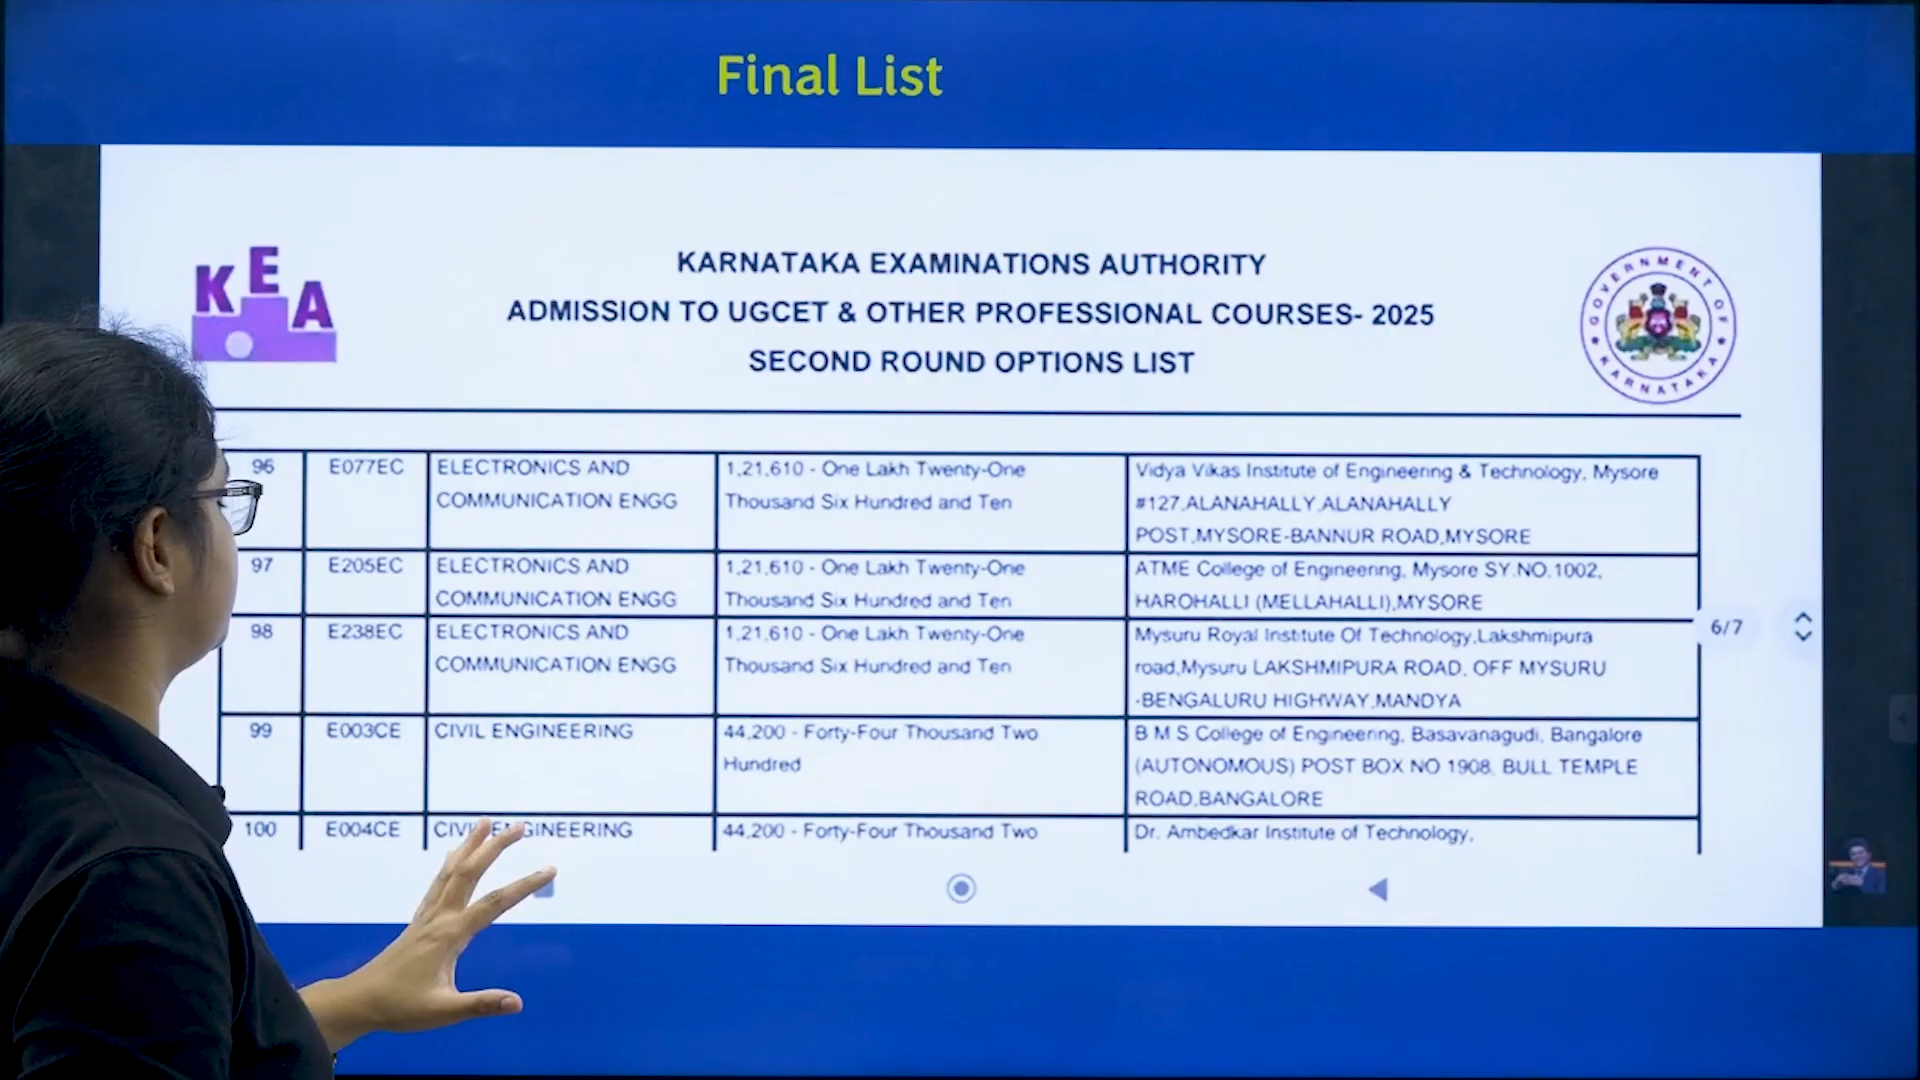 Final List
KEA
KARNATAKA EXAMINATIONS AUTHORITY
ADMISSION TO UGCET & OTHER PROFESSIONAL COURSES- 2025
SECOND ROUND OPTIONS LIST
GOVERNMENT OF
KARNATAKA
96 E077EC ELECTRONICS AND 1,21,610 - One Lakh Twenty-One Vidya Vikas Institute of Engineering & Technology, Mysore
COMMUNICATION ENGG Thousand Six Hundred and Ten #127,ALANAHALLY,ALANAHALLY
POST,MYSORE-BANNUR ROAD,MYSORE
97 E205EC ELECTRONICS AND 1,21,610 - One Lakh Twenty-One ATME College of Engineering, Mysore SY.NO.1002,
COMMUNICATION ENGG Thousand Six Hundred and Ten HAROHALLI (MELLAHALLI),MYSORE
6/7
98 E238EC ELECTRONICS AND 1,21,610 - One Lakh Twenty-One Mysuru Royal Institute Of Technology,Lakshmipura
COMMUNICATION ENGG Thousand Six Hundred and Ten road,Mysuru LAKSHMIPURA ROAD, OFF MYSURU
-BENGALURU HIGHWAY,MANDYA
99 E003CE CIVIL ENGINEERING 44,200 - Forty-Four Thousand Two B M S College of Engineering, Basavanagudi, Bangalore
Hundred (AUTONOMOUS) POST BOX NO 1908, BULL TEMPLE
ROAD,BANGALORE
100 E004CE CIVIL ENGINEERING 44,200 - Forty-Four Thousand Two Dr. Ambedkar Institute of Technology,